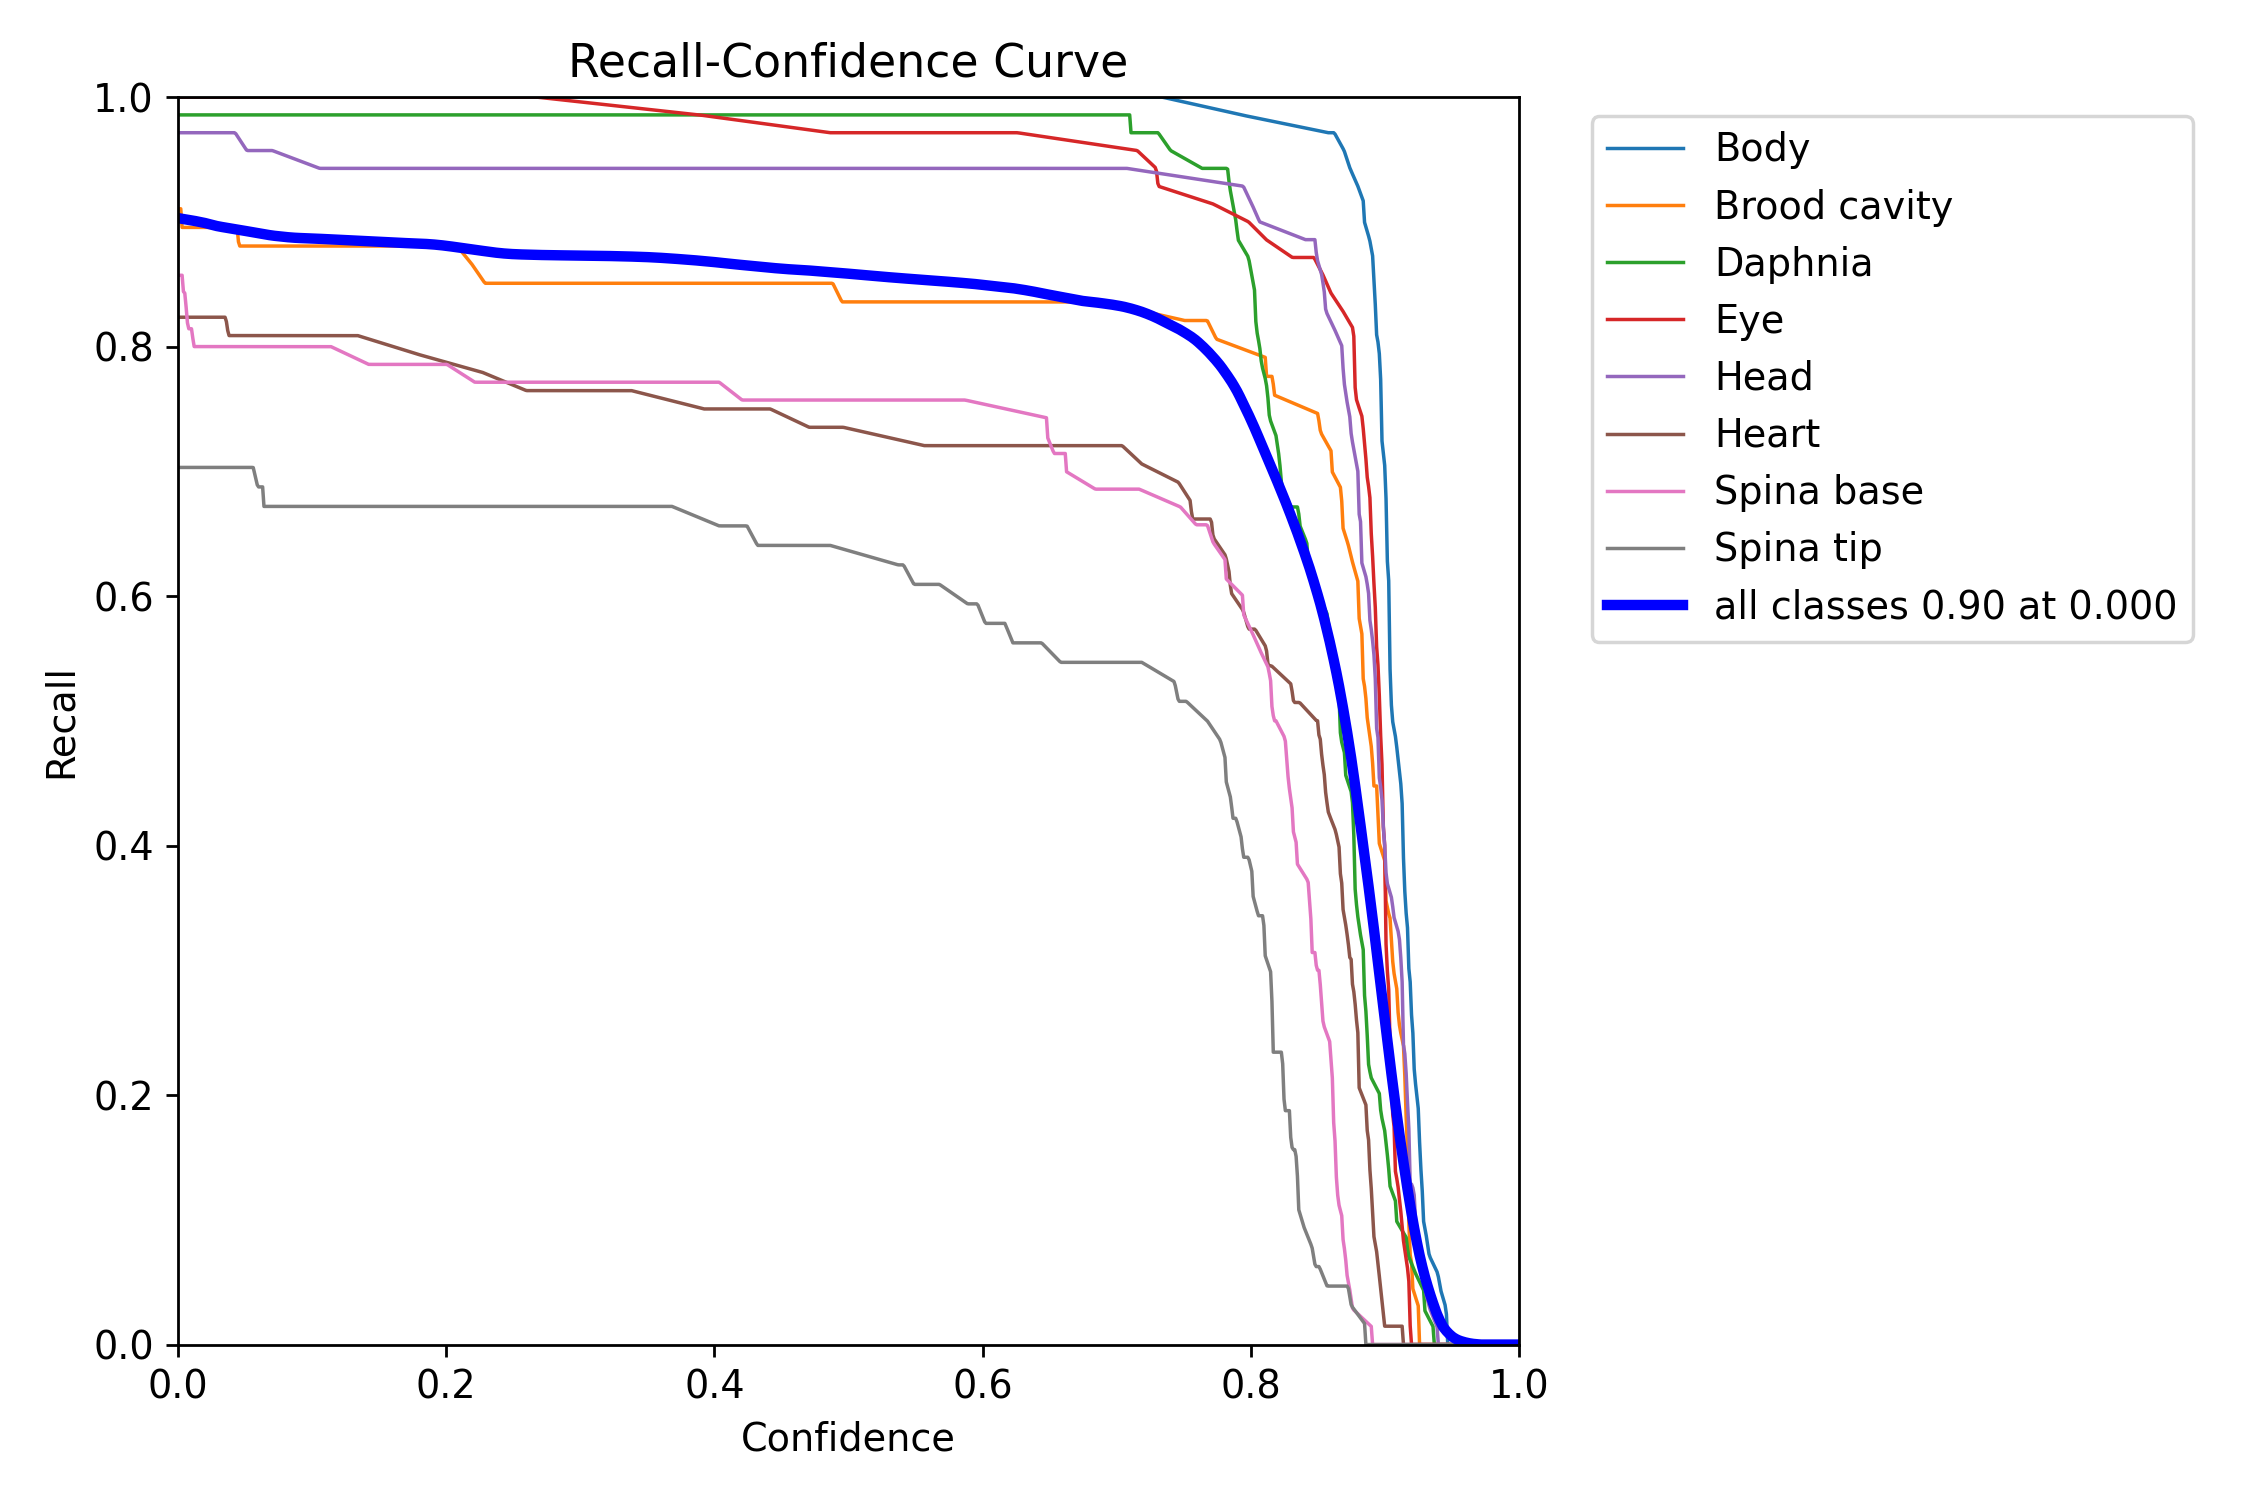 Recall-Confidence Curve
1.0
0.8
0.6
0.4
0.2
0.0
Recall
0.0 0.2 0.4 0.6 0.8 1.0
Confidence
Body
Brood cavity
Daphnia
Eye
Head
Heart
Spina base
Spina tip
all classes 0.90 at 0.000